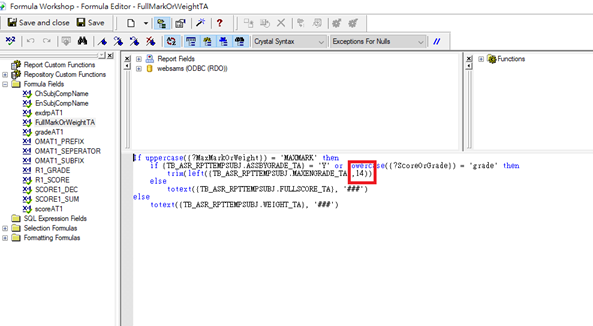 Formula Workshop - Formula Editor - FullMarkOrWeightTA
Save and close Save
Crystal Syntax Exceptions For Nulls //
Report Custom Functions
Repository Custom Functions
Formula Fields
ChSubjCompName
EnSubjCompName
exdrpAT1
FullMarkOrWeightTA
gradeAT1
OMAT1_PREFIX
OMAT1_SEPERATOR
OMAT1_SUBFIX
R1_GRADE
R1_SCORE
SCORE1_DEC
SCORE1_SUM
scoreAT1
SQL Expression Fields
Selection Formulas
Formatting Formulas
Report Fields
websams (ODBC (RDO))
Functions
if uppercase({?MaxMarkOrWeight}) = 'MAXMARK' then
if {TB_ASR_RPTTEMPSUBJ.ASSBYGRADE_TA} = 'Y' or lowercase({?ScoreOrGrade}) = 'grade' then
trim(left({TB_ASR_RPTTEMPSUBJ.MAXENGRADE_TA},14))
else
totext({TB_ASR_RPTTEMPSUBJ.FULLSCORE_TA}, '###')
else
totext({TB_ASR_RPTTEMPSUBJ.WEIGHT_TA}, '###')